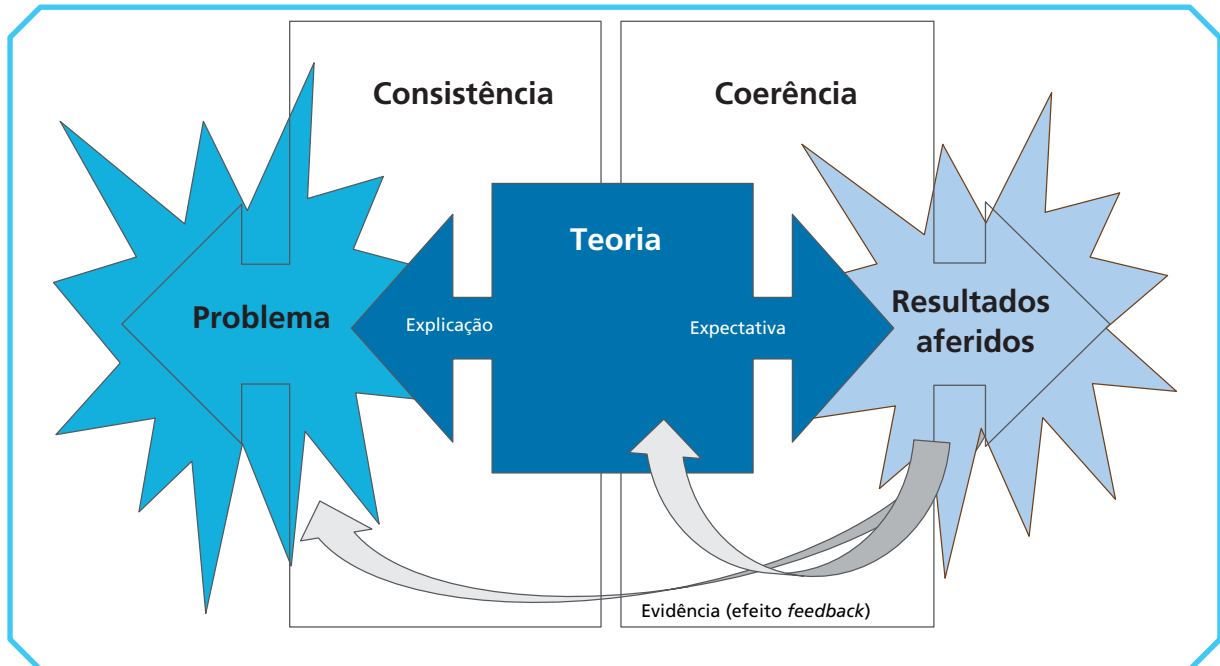 Consistência
Coerência
Teoria
Problema
Explicação
Expectativa
Resultados
aferidos
Evidência (efeito feedback)